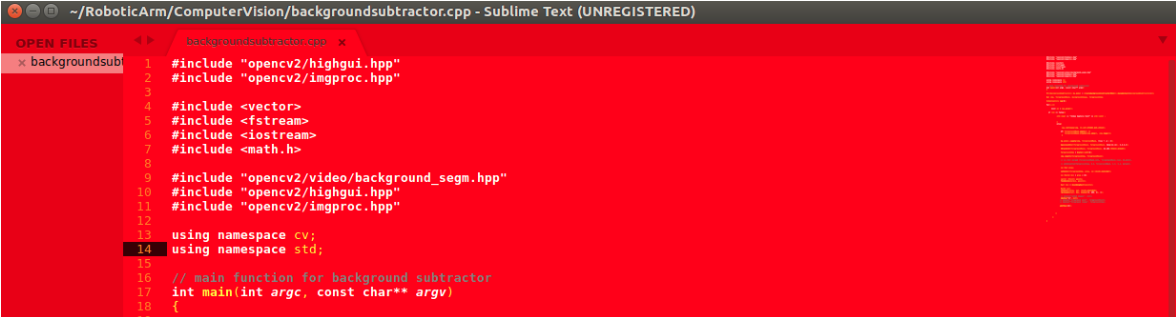 ~/RoboticArm/ComputerVision/backgroundsubtractor.cpp - Sublime Text (UNREGISTERED)
OPEN FILES
backgroundsubtractor.cpp x
x backgroundsubt
1 #include "opencv2/highgui.hpp"
2 #include "opencv2/imgproc.hpp"
3
4 #include <vector>
5 #include <fstream>
6 #include <iostream>
7 #include <math.h>
8
9 #include "opencv2/video/background_segm.hpp"
10 #include "opencv2/highgui.hpp"
11 #include "opencv2/imgproc.hpp"
12
13 using namespace cv;
14 using namespace std;
15
16 // main function for background subtractor
17 int main(int argc, const char** argv)
18 {